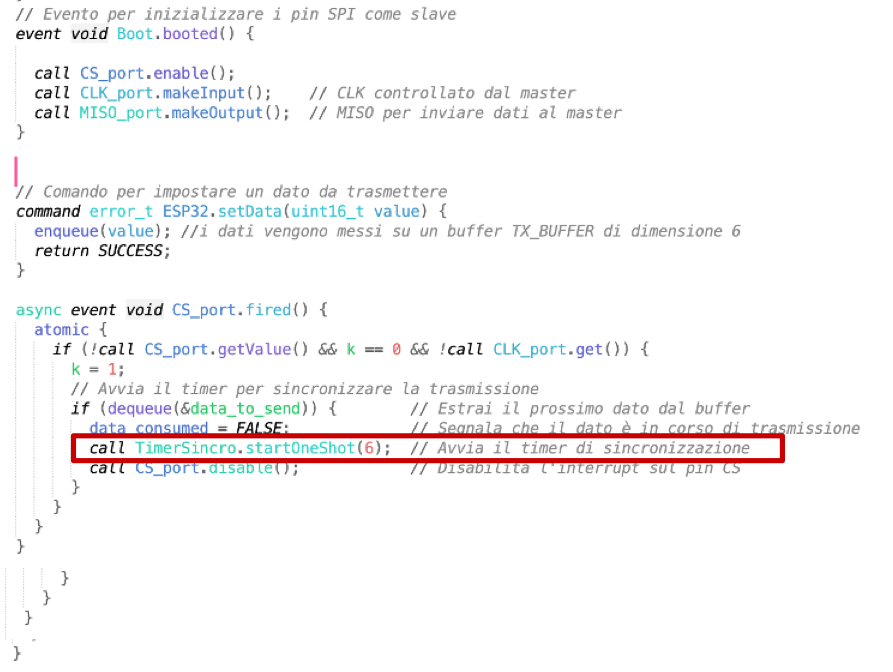 // Evento per inizializzare i pin SPI come slave
event void Boot.booted() {
call CS_port.enable();
call CLK_port.makeInput();    // CLK controllato dal master
call MISO_port.makeOutput();  // MISO per inviare dati al master
}
// Comando per impostare un dato da trasmettere
command error_t ESP32.setData(uint16_t value) {
enqueue(value); //i dati vengono messi su un buffer TX_BUFFER di dimensione 6
return SUCCESS;
}
async event void CS_port.fired() {
atomic {
if (!call CS_port.getValue() && k == 0 && !call CLK_port.get()) {
k = 1;
// Avvia il timer per sincronizzare la trasmissione
if (dequeue(&data_to_send)) {        // Estrai il prossimo dato dal buffer
data_consumed = FALSE;             // Segnala che il dato è in corso di trasmissione
call TimerSincro.startOneShot(6);  // Avvia il timer di sincronizzazione
call CS_port.disable();            // Disabilita l'interrupt sul pin CS
}
}
}
}
}
}
}
}